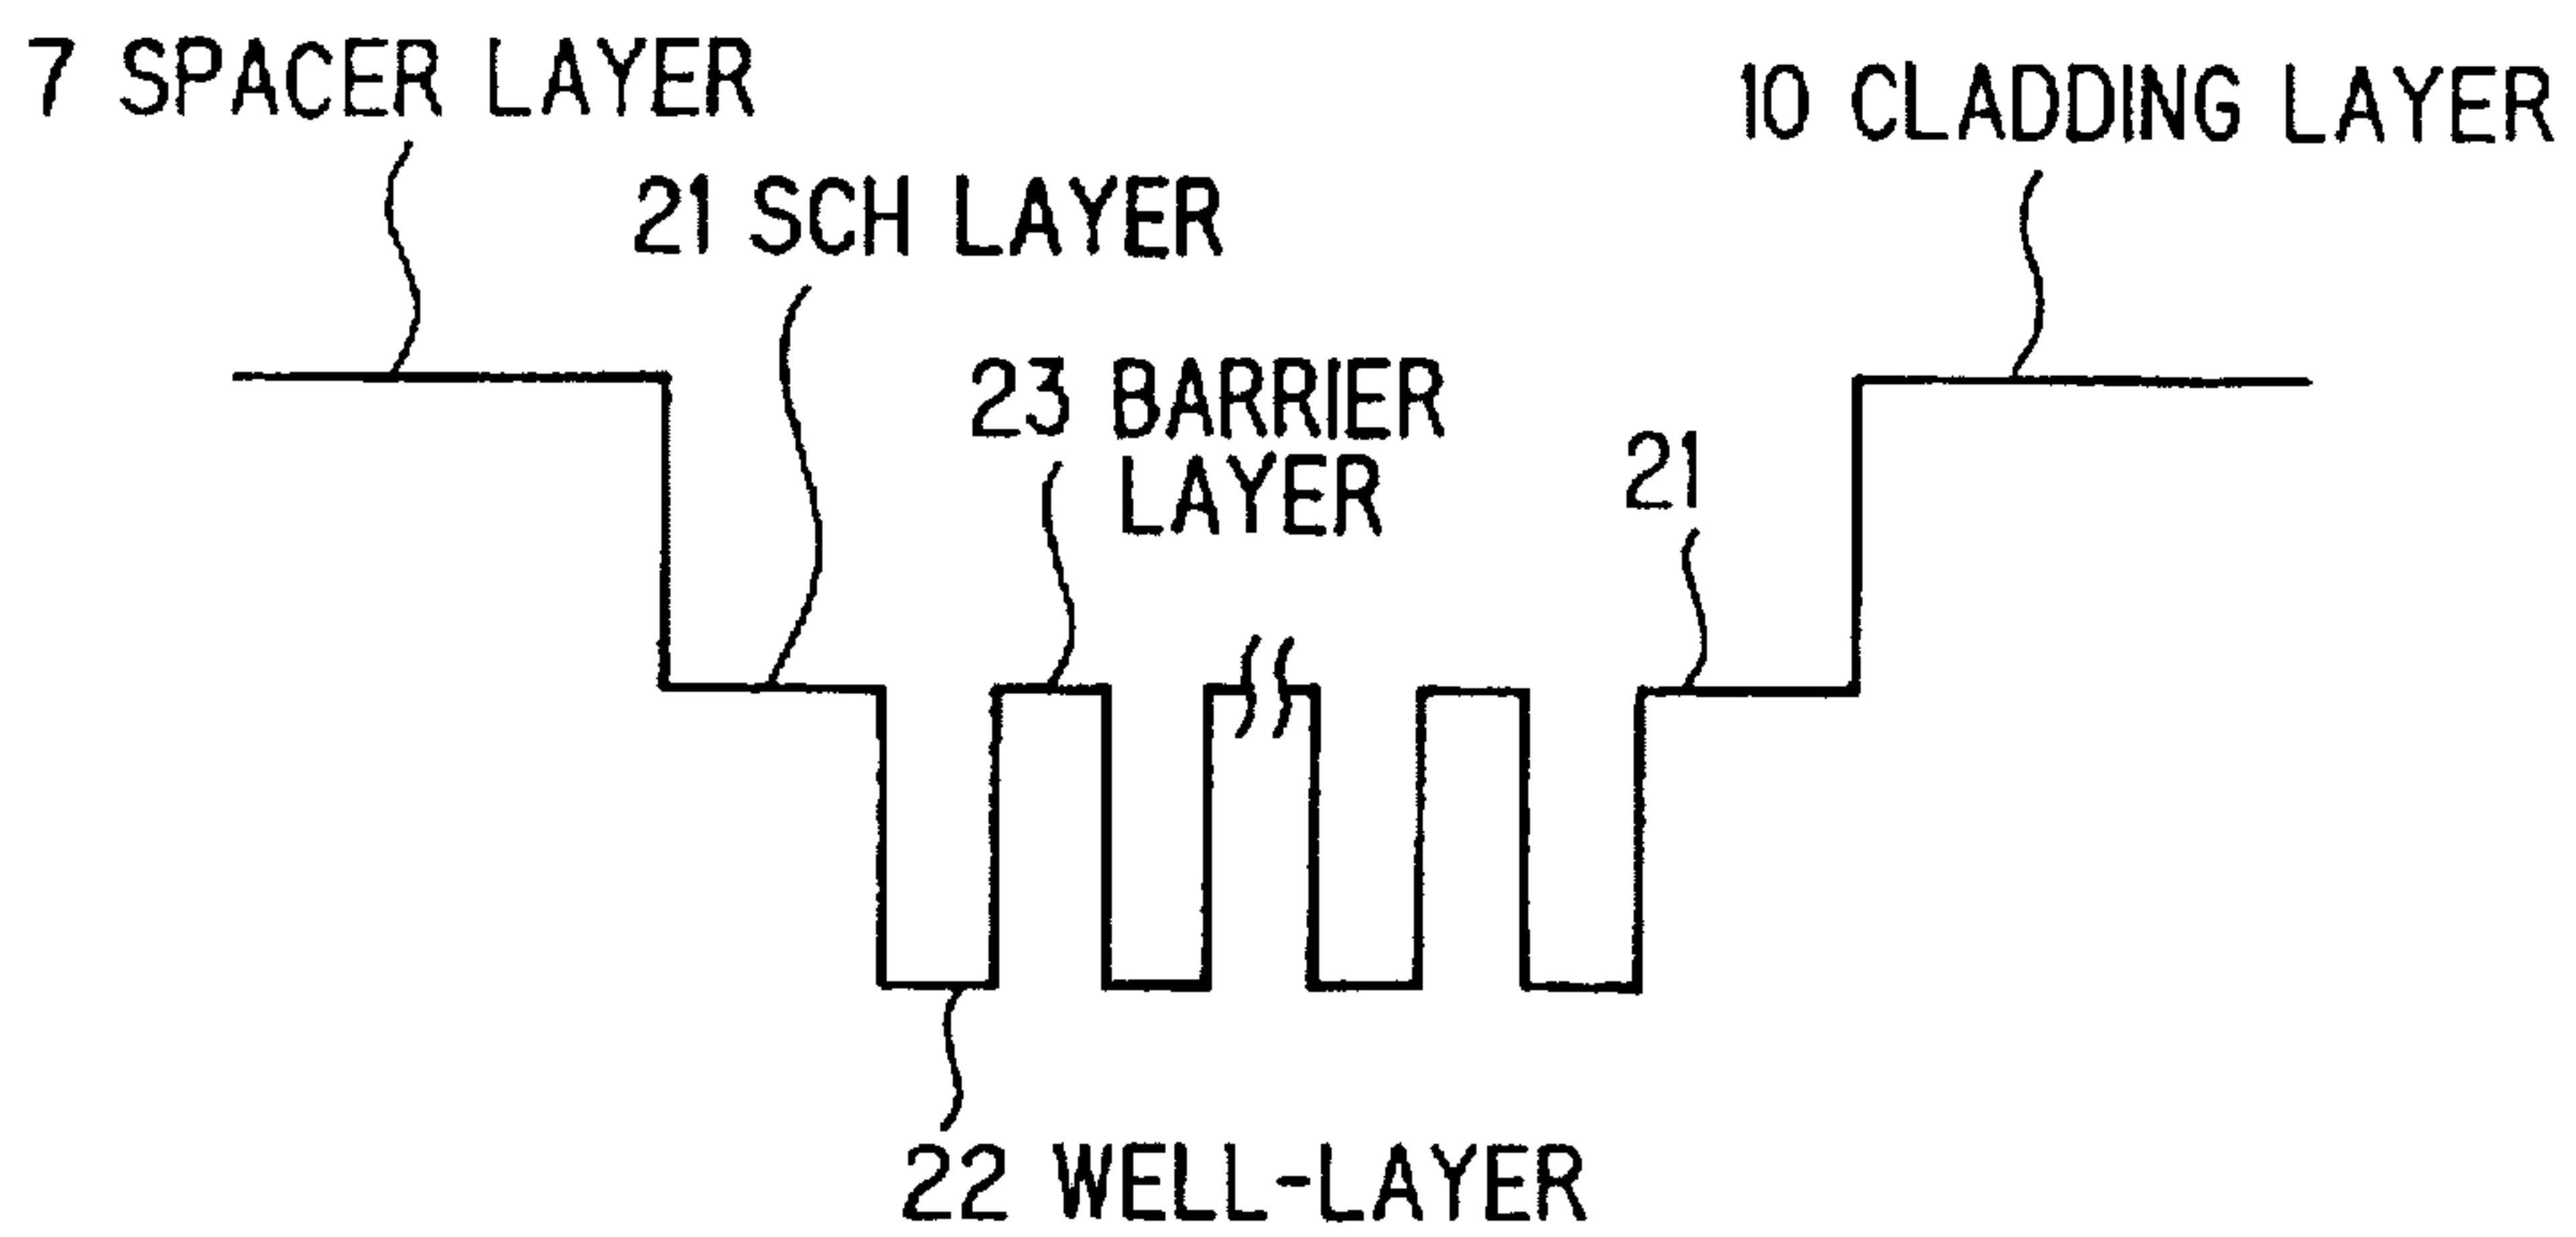 7 SPACER LAYER
10 CLADDING LAYER
21 SCH LAYER
23 BARRIER
LAYER
21
22 WELL-LAYER